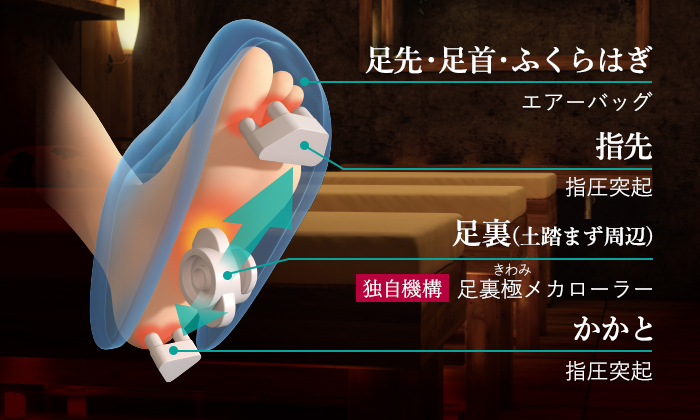 足先・足首・ふくらはぎ
エアーバッグ
指先
指圧突起
足裏(土踏まず周辺)
きわみ
独自機構 足裏極メカローラー
かかと
指圧突起